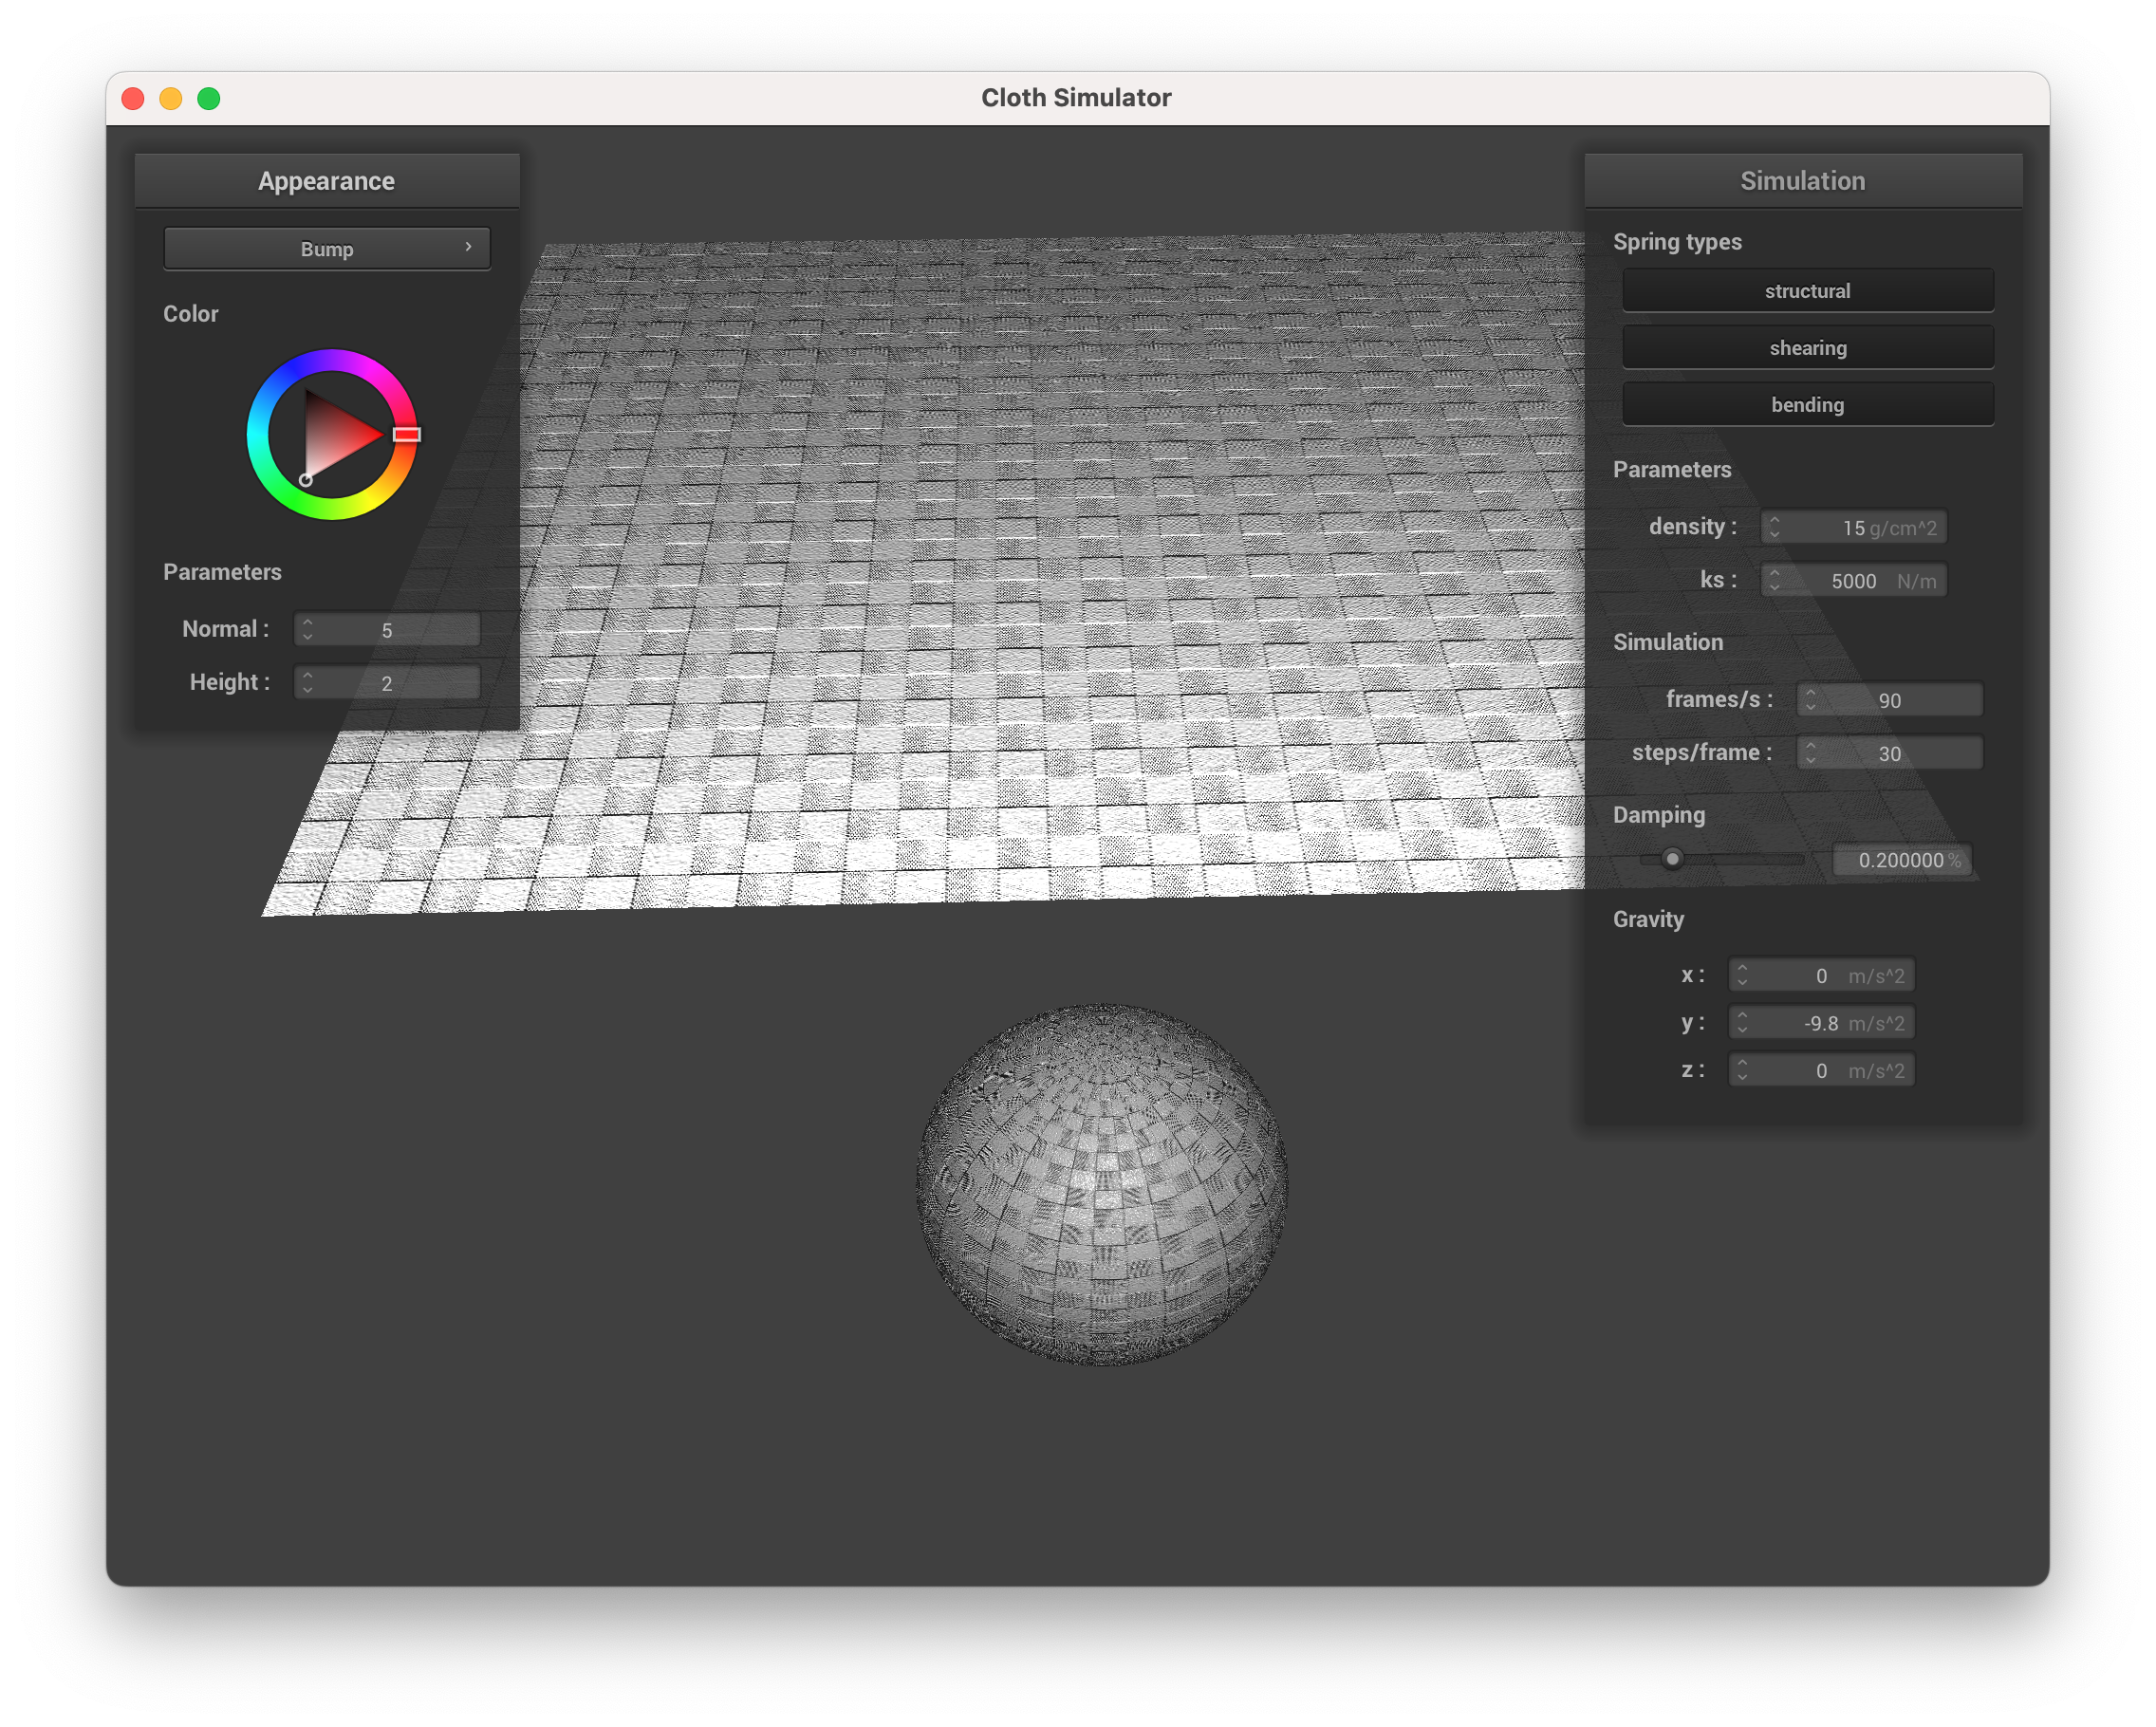 Cloth Simulator
Appearance
Bump
Color
Parameters
Normal : 5
Height : 2
Simulation
Spring types
structural
shearing
bending
Parameters
density : 15 g/cm^2
ks : 5000 N/m
Simulation
frames/s : 90
steps/frame : 30
Damping
0.200000 %
Gravity
x : 0 m/s^2
y : -9.8 m/s^2
z : 0 m/s^2